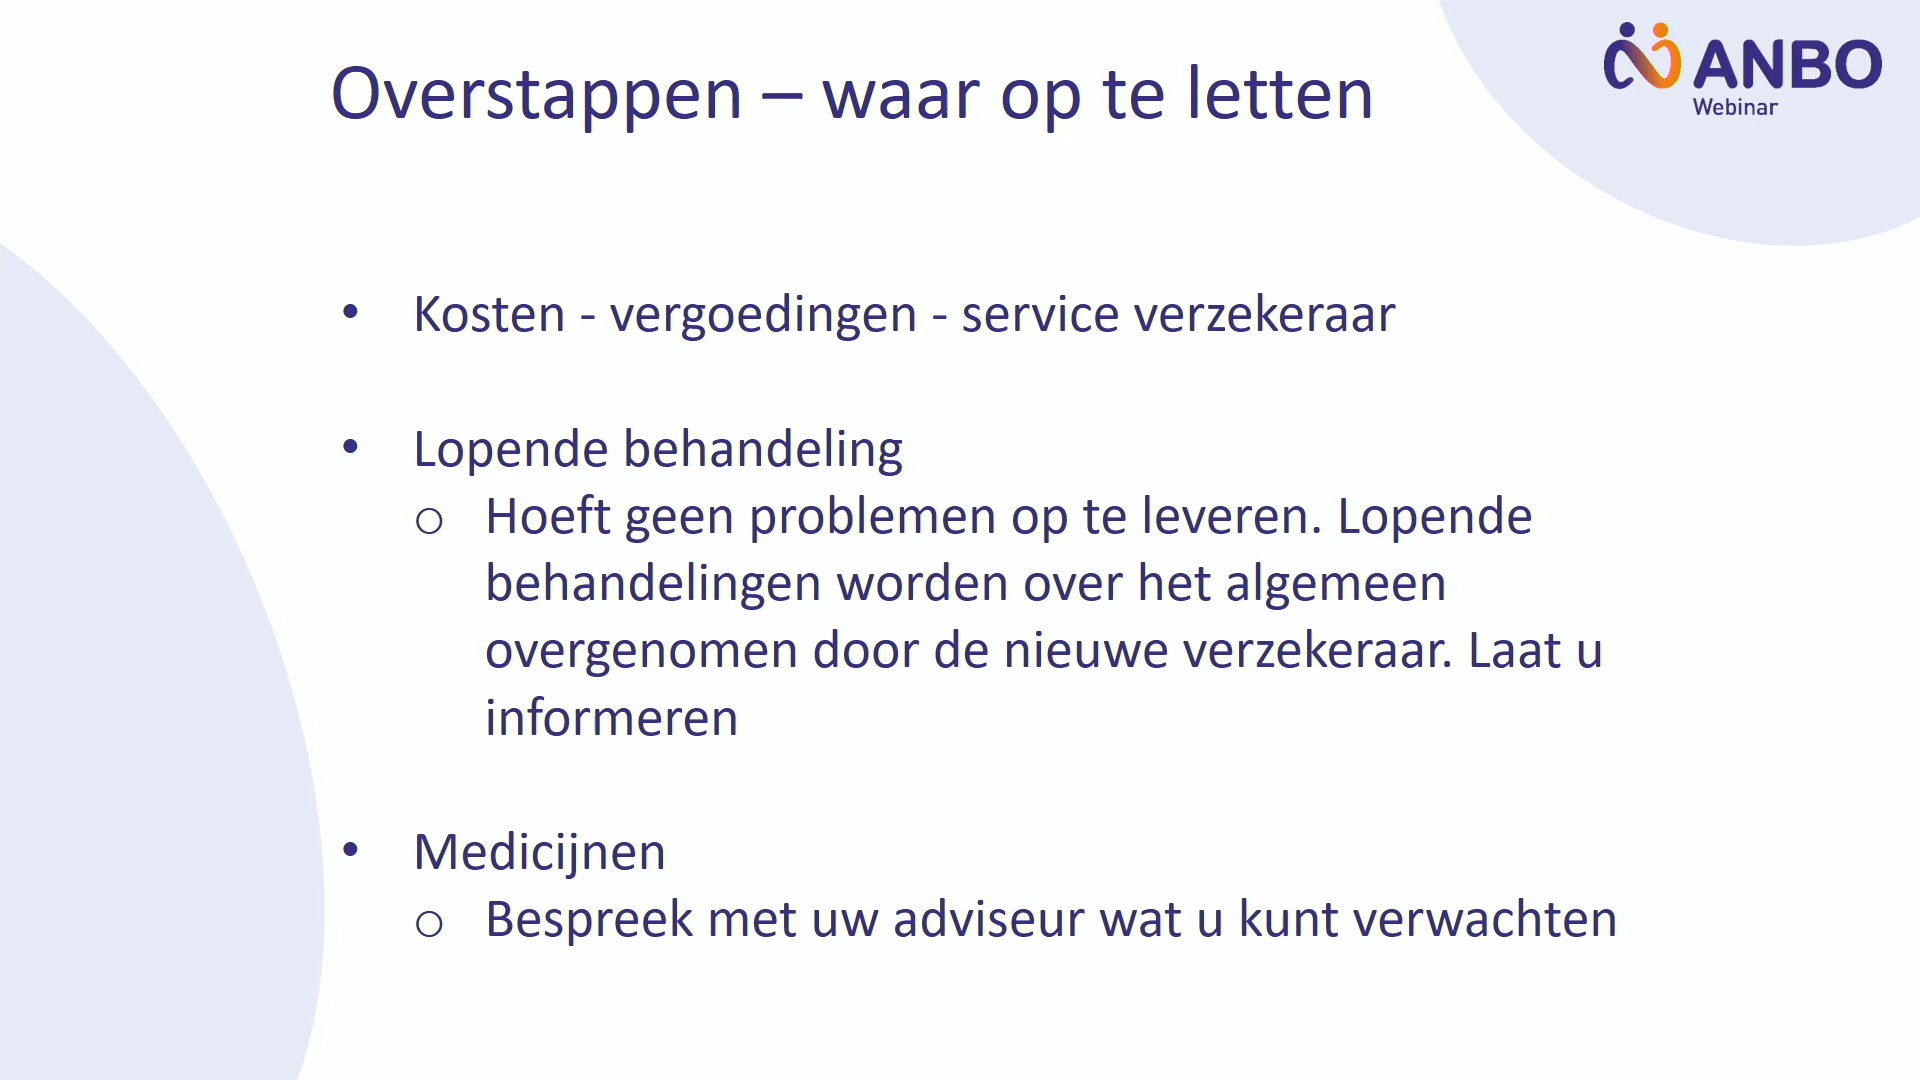 Overstappen – waar op te letten
ANBO
Webinar
• Kosten - vergoedingen - service verzekeraar
• Lopende behandeling
o Hoeft geen problemen op te leveren. Lopende
behandelingen worden over het algemeen
overgenomen door de nieuwe verzekeraar. Laat u
informeren
• Medicijnen
o Bespreek met uw adviseur wat u kunt verwachten